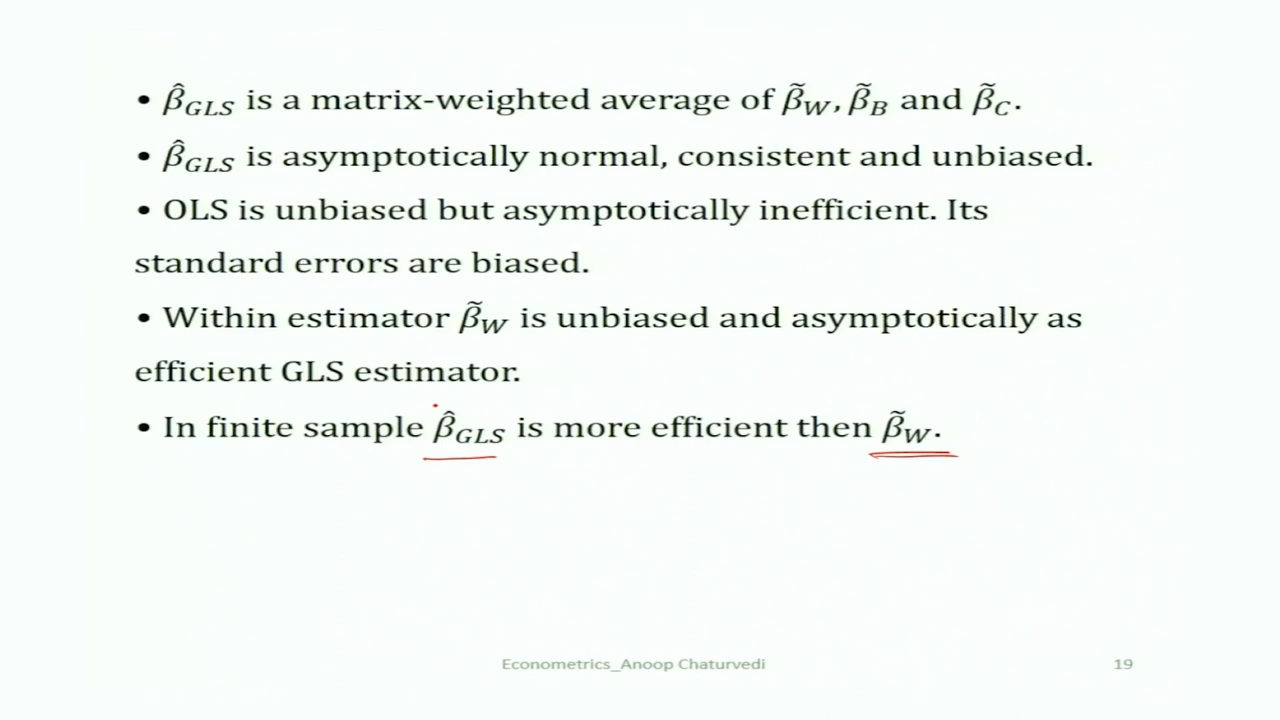 • β̂_GLS is a matrix-weighted average of β̃_W, β̃_B and β̃_C.
• β̂_GLS is asymptotically normal, consistent and unbiased.
• OLS is unbiased but asymptotically inefficient. Its
standard errors are biased.
• Within estimator β̃_W is unbiased and asymptotically as
efficient GLS estimator.
• In finite sample β̂_GLS is more efficient then β̃_W.
Econometrics_Anoop Chaturvedi 19